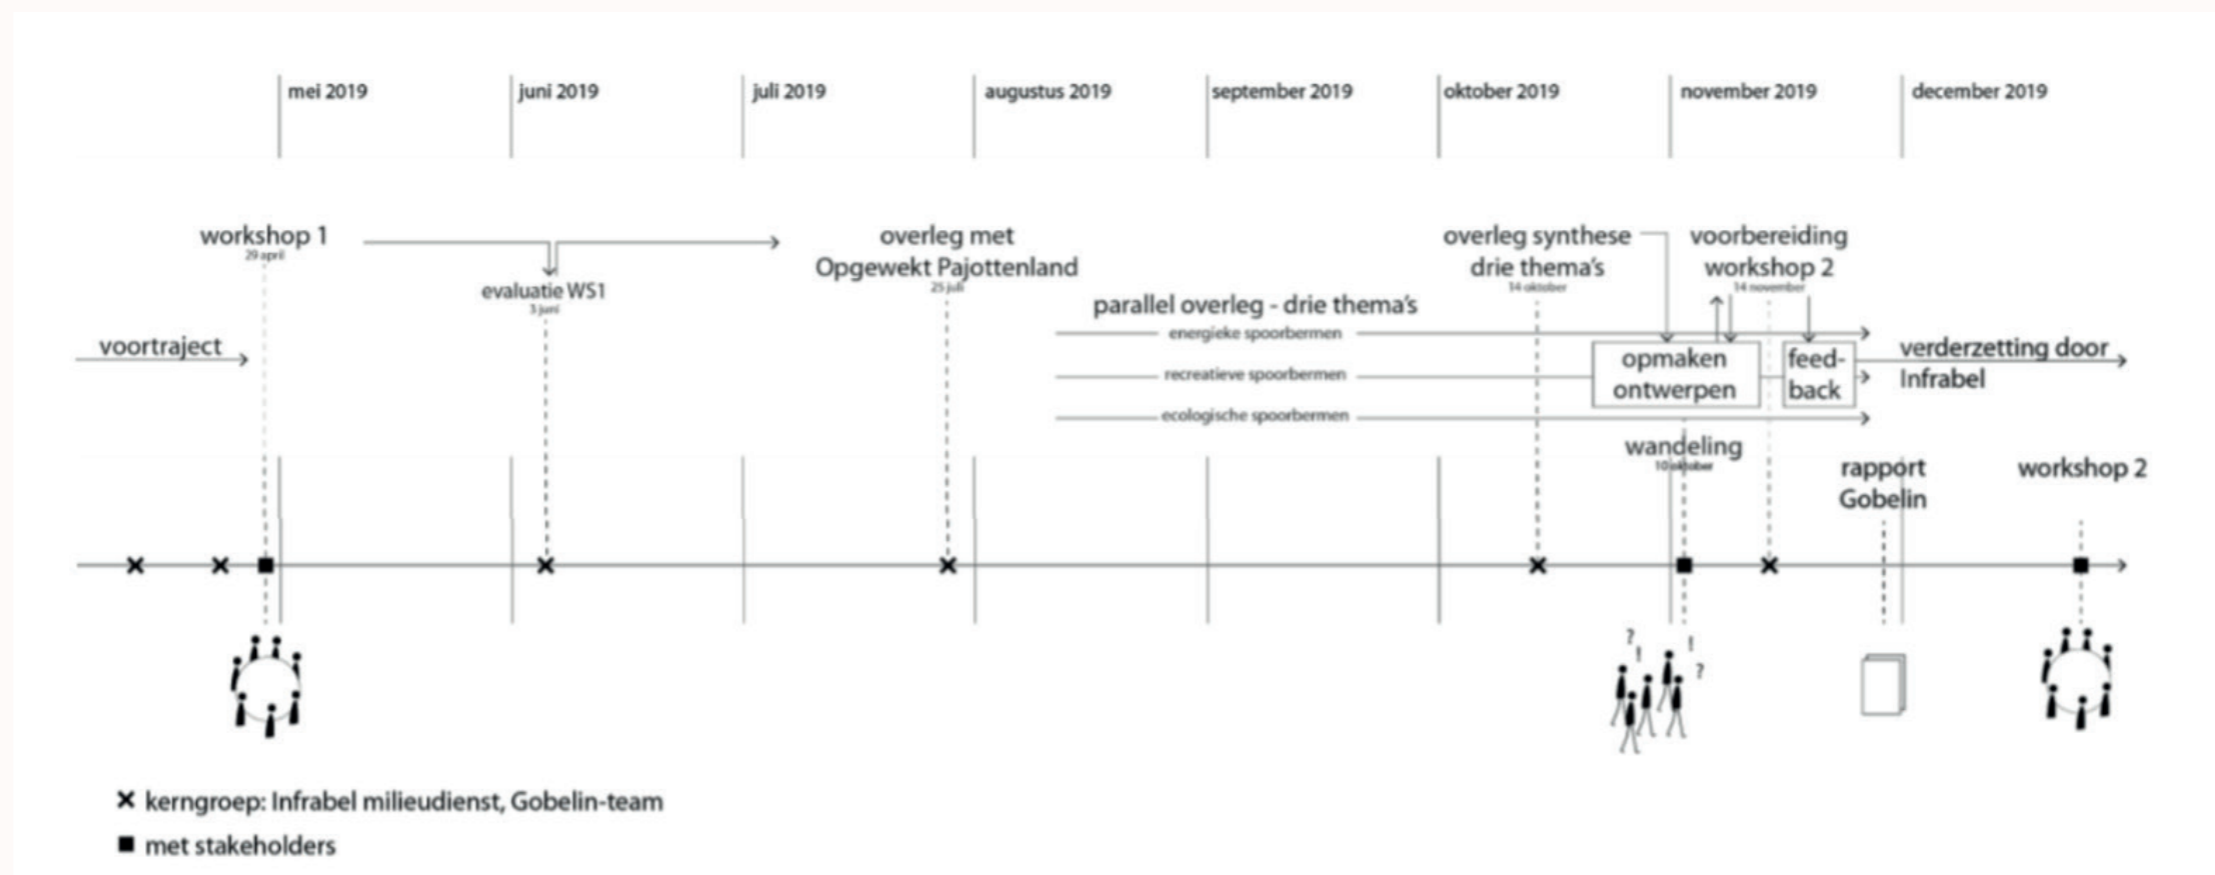 mei 2019
juni 2019
juli 2019
augustus 2019
september 2019
oktober 2019
november 2019
december 2019
workshop 1
29 april
evaluatie WS1
3 juni
voortraject
overleg met
Opgewekt Pajottenland
25 juli
parallel overleg - drie thema's
energieke spoorbermen
recreatieve spoorbermen
ecologische spoorbermen
overleg synthese
drie thema's
14 oktober
voorbereiding
workshop 2
14 november
opmaken
ontwerpen
feed-
back
verderzetting door
Infrabel
wandeling
10 oktober
rapport
Gobelin
workshop 2
?
!
!
?
kerngroep: Infrabel milieudienst, Gobelin-team
met stakeholders